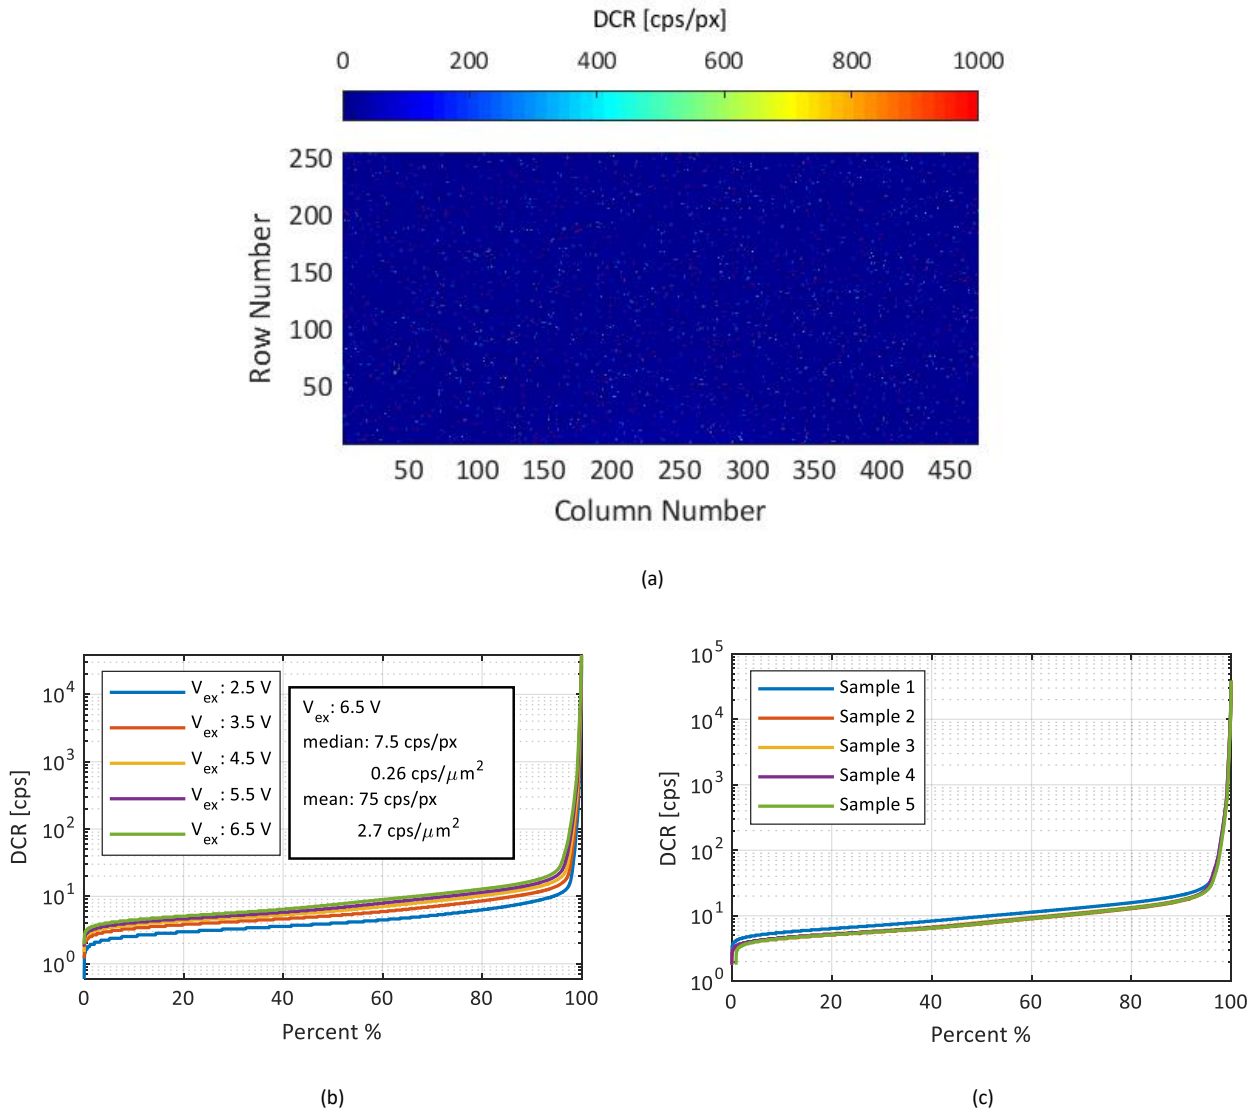 DCR [cps/px]
0 200 400 600 800 1000
250
200
150
100
50
Row Number
50 100 150 200 250 300 350 400 450
Column Number
(a)
DCR [cps]
10^4
10^3
10^2
10^1
10^0
V_ex: 2.5 V
V_ex: 3.5 V
V_ex: 4.5 V
V_ex: 5.5 V
V_ex: 6.5 V
V_ex: 6.5 V
median: 7.5 cps/px
0.26 cps/μm^2
mean: 75 cps/px
2.7 cps/μm^2
0 20 40 60 80 100
Percent %
(b)
DCR [cps]
10^5
10^4
10^3
10^2
10^1
10^0
Sample 1
Sample 2
Sample 3
Sample 4
Sample 5
0 20 40 60 80 100
Percent %
(c)